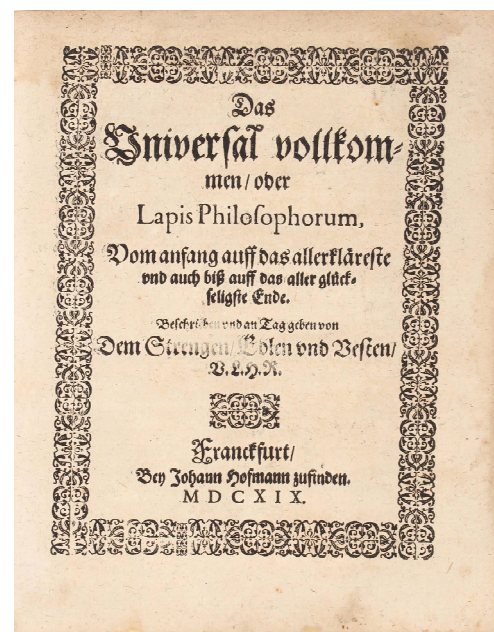 Das
Vniversal vollkom-
men/ oder
Lapis Philosophorum,
Vom anfang auff das allerkläreste
vnd auch biß auff das aller glück-
seligste Ende.
Beschrieben vnd an Tag geben von
Dem Strengen/ Edlen vnd Vesten/
V.L.H.R.
Franckfurt/
Bey Johann Hofmann zufinden.
MDCXIX.